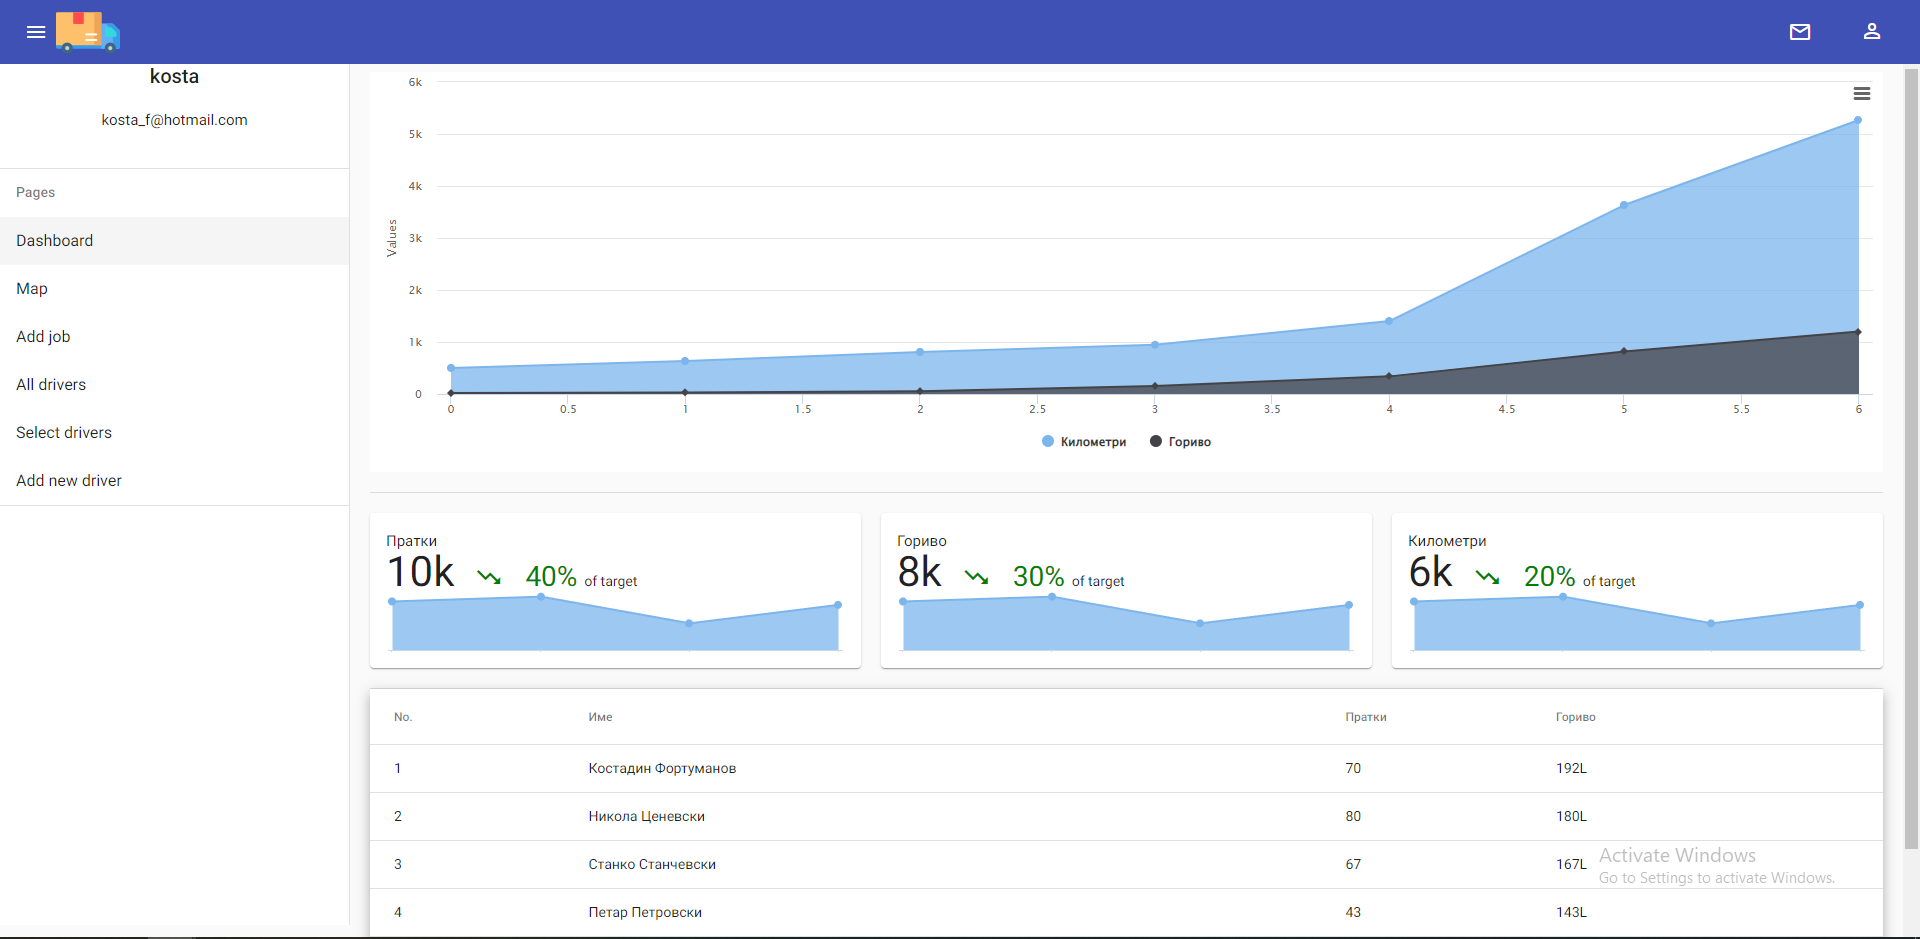 kosta
kosta_f@hotmail.com
Pages
Dashboard
Map
Add job
All drivers
Select drivers
Add new driver
6k
5k
4k
3k
2k
1k
0
Values
0 0.5 1 1.5 2 2.5 3 3.5 4 4.5 5 5.5 6
Километри Гориво
Пратки
10k 40% of target
Гориво
8k 30% of target
Километри
6k 20% of target
No. Име Пратки Гориво
1 Костадин Фортуманов 70 192L
2 Никола Ценевски 80 180L
3 Станко Станчевски 67 167L
4 Петар Петровски 43 143L
Activate Windows
Go to Settings to activate Windows.